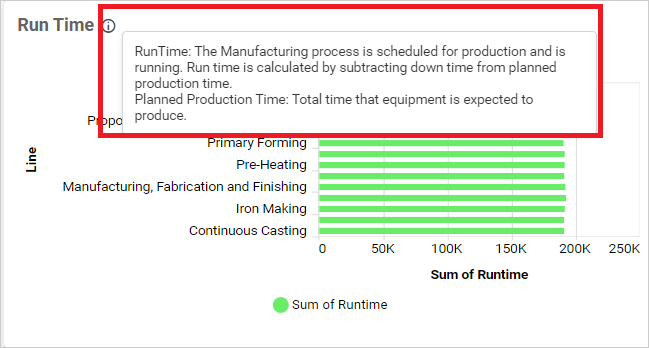 Run Time
RunTime: The Manufacturing process is scheduled for production and is
running. Run time is calculated by subtracting down time from planned
production time.
Planned Production Time: Total time that equipment is expected to
produce.
Line
Primary Forming
Pre-Heating
Manufacturing, Fabrication and Finishing
Iron Making
Continuous Casting
0 50K 100K 150K 200K 250K
Sum of Runtime
Sum of Runtime